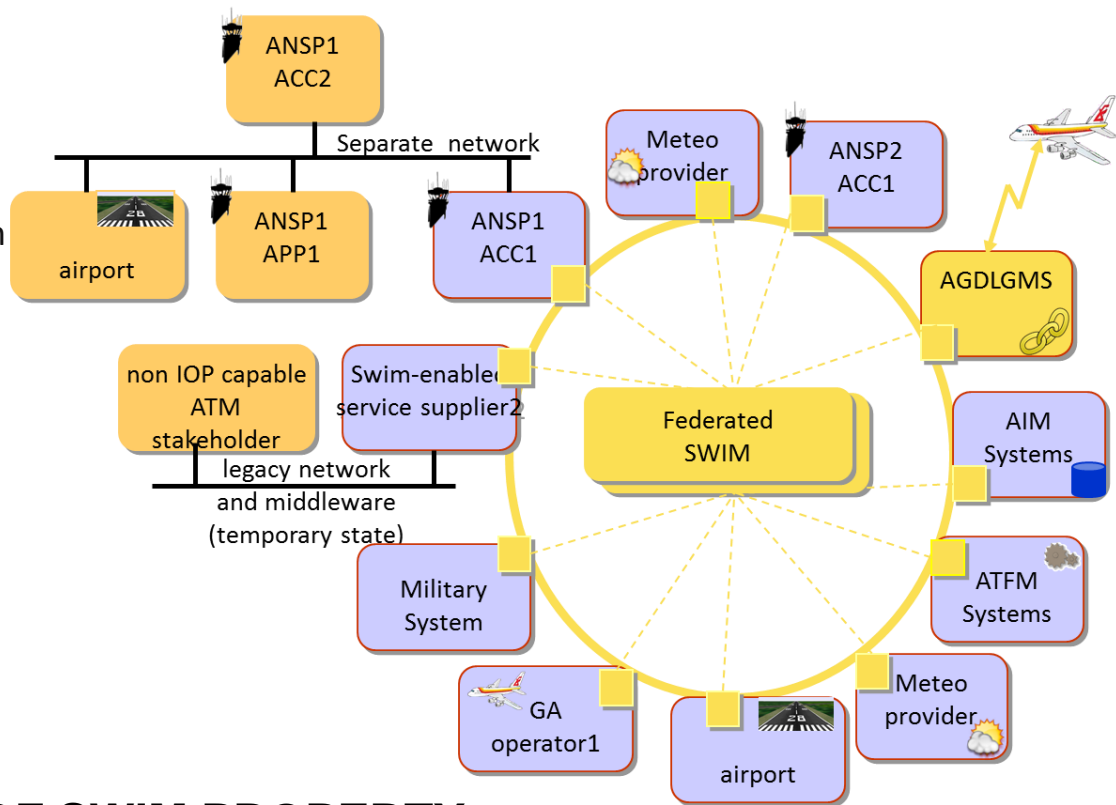 ANSP1
ACC2
Separate network
Meteo
provider
ANSP2
ACC1
airport
ANSP1
APP1
ANSP1
ACC1
AGDLGMS
non IOP capable
ATM
stakeholder
Swim-enabled
service supplier2
legacy network
and middleware
(temporary state)
Federated
SWIM
AIM
Systems
Military
System
ATFM
Systems
GA
operator1
airport
Meteo
provider